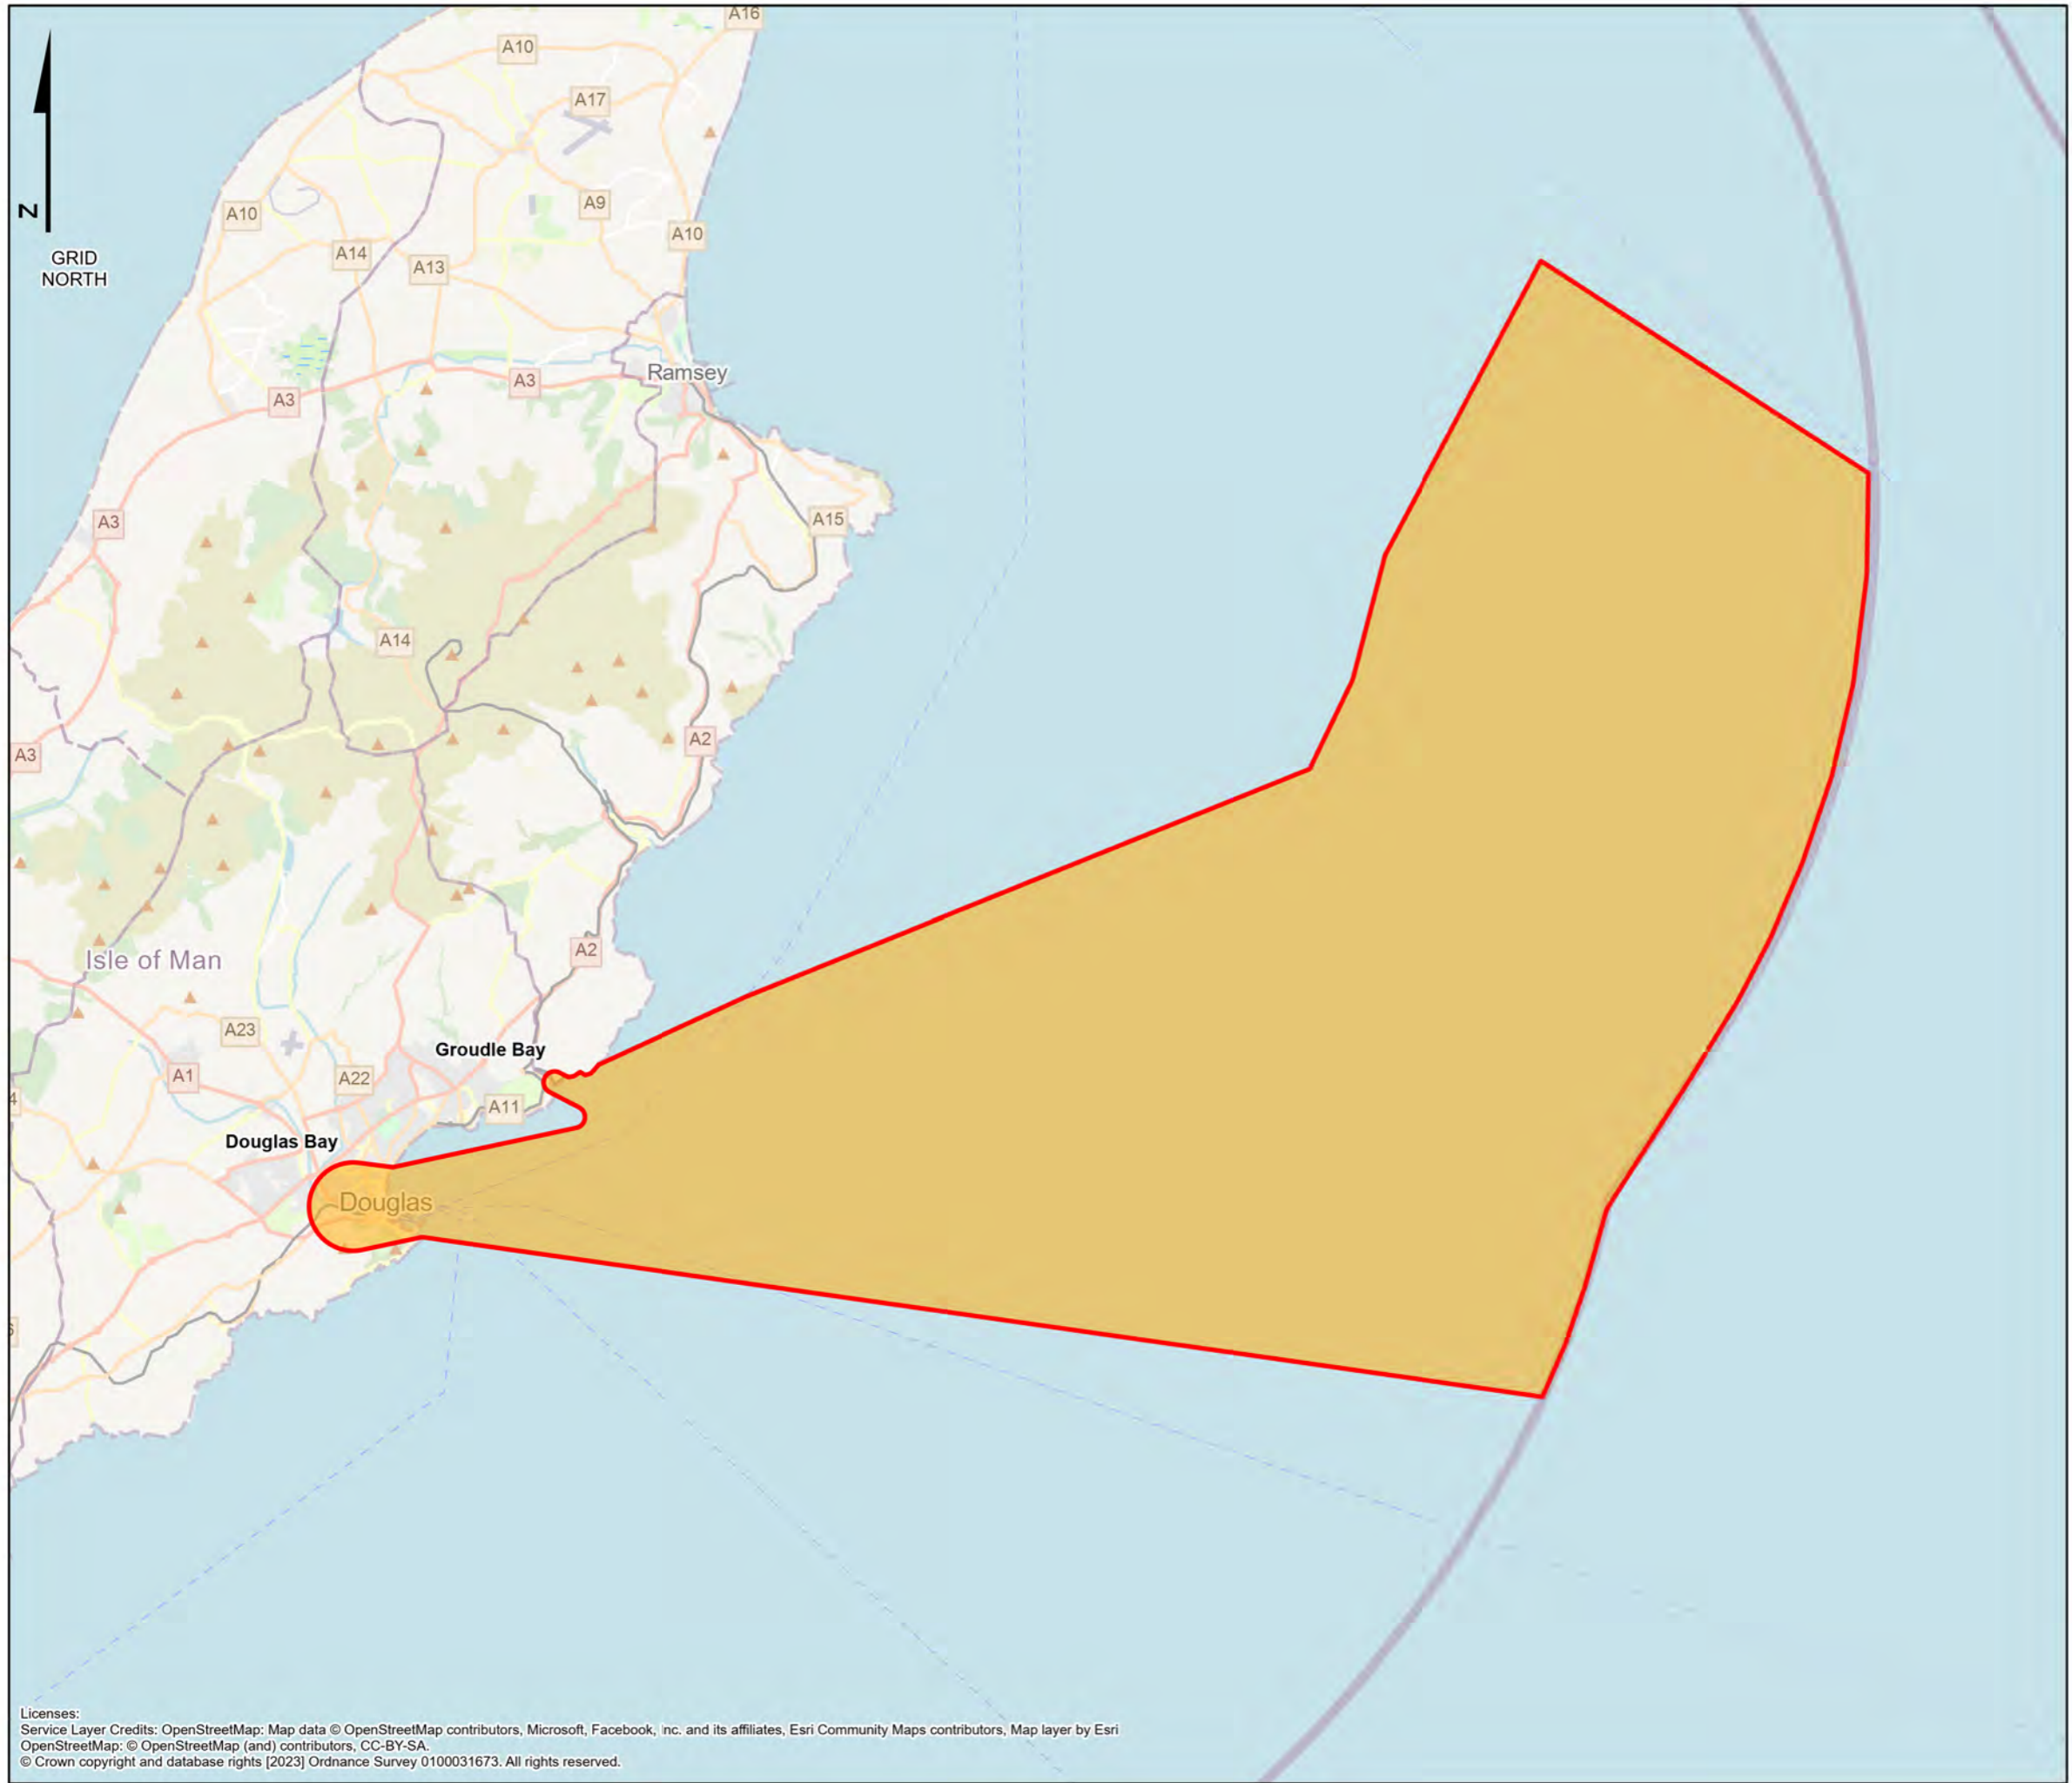 A16
A10
A17
A10
A9
A10
A14
A13
N
GRID
NORTH
Ramsey
A3
A3
A3
A15
A14
A3
A2
Isle of Man
A2
A23
Groudle Bay
A1
A22
A11
4
Douglas Bay
Douglas
Licenses:
Service Layer Credits: OpenStreetMap: Map data © OpenStreetMap contributors, Microsoft, Facebook, Inc. and its affiliates, Esri Community Maps contributors, Map layer by Esri
OpenStreetMap: © OpenStreetMap (and) contributors, CC-BY-SA.
© Crown copyright and database rights [2023] Ordnance Survey 0100031673. All rights reserved.